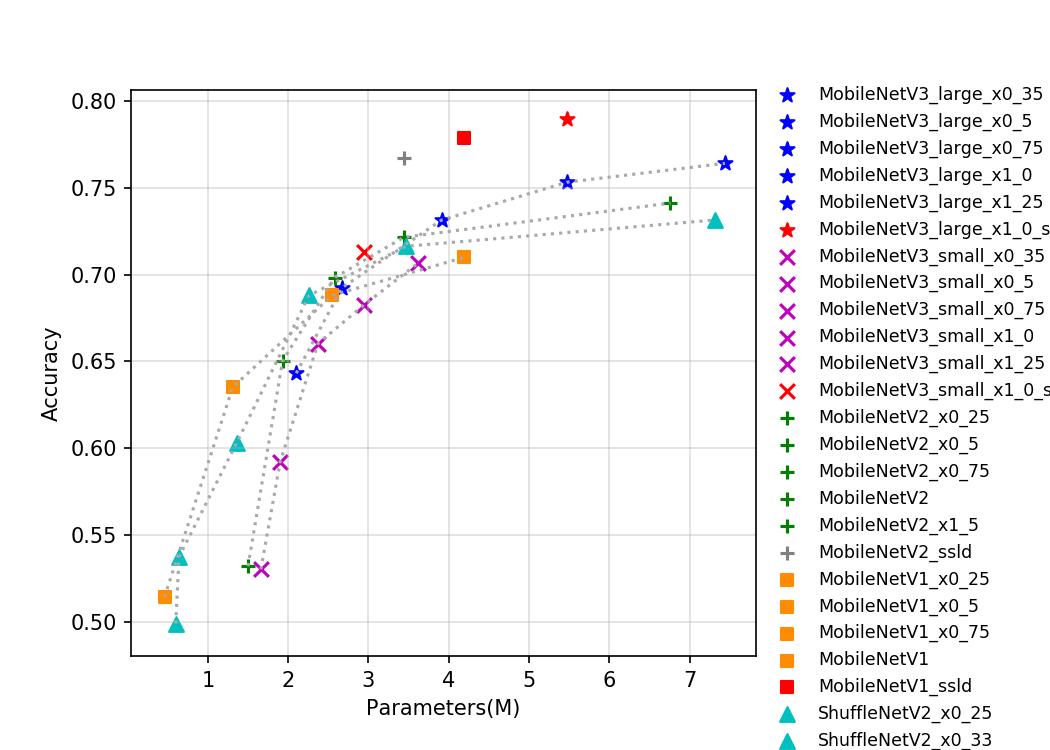 0.80
0.75
0.70
0.65
0.60
0.55
0.50
Accuracy
1 2 3 4 5 6 7
Parameters(M)
MobileNetV3_large_x0_35
MobileNetV3_large_x0_5
MobileNetV3_large_x0_75
MobileNetV3_large_x1_0
MobileNetV3_large_x1_25
MobileNetV3_large_x1_0_s
MobileNetV3_small_x0_35
MobileNetV3_small_x0_5
MobileNetV3_small_x0_75
MobileNetV3_small_x1_0
MobileNetV3_small_x1_25
MobileNetV3_small_x1_0_s
MobileNetV2_x0_25
MobileNetV2_x0_5
MobileNetV2_x0_75
MobileNetV2
MobileNetV2_x1_5
MobileNetV2_ssld
MobileNetV1_x0_25
MobileNetV1_x0_5
MobileNetV1_x0_75
MobileNetV1
MobileNetV1_ssld
ShuffleNetV2_x0_25
ShuffleNetV2_x0_33